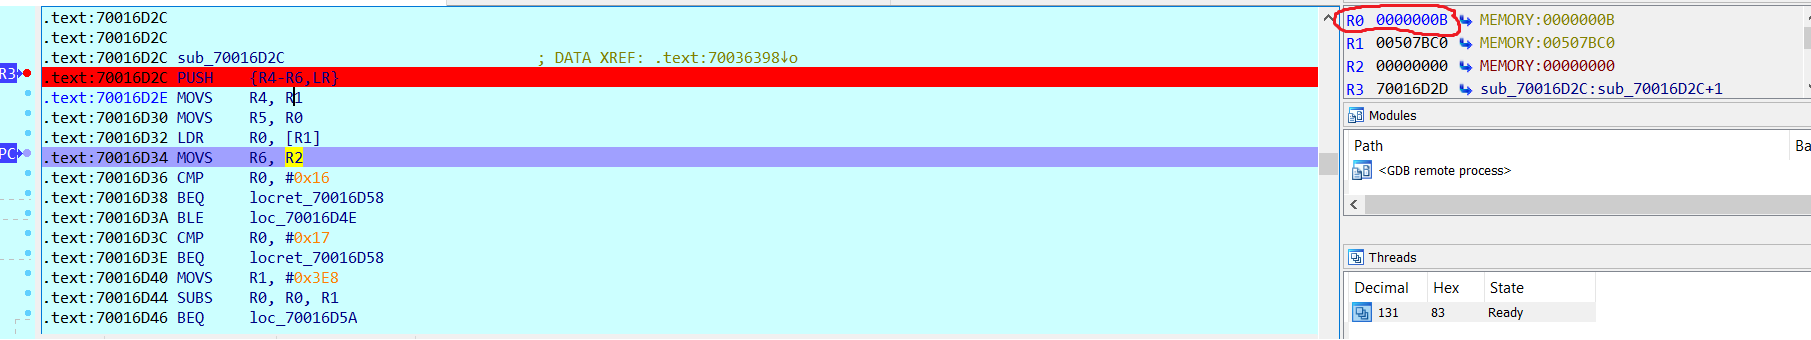 .text:70016D2C
.text:70016D2C
.text:70016D2C sub_70016D2C ; DATA XREF: .text:70036398↓o
R3 .text:70016D2C PUSH {R4-R6,LR}
.text:70016D2E MOVS R4, R1
.text:70016D30 MOVS R5, R0
.text:70016D32 LDR R0, [R1]
PC .text:70016D34 MOVS R6, R2
.text:70016D36 CMP R0, #0x16
.text:70016D38 BEQ locret_70016D58
.text:70016D3A BLE loc_70016D4E
.text:70016D3C CMP R0, #0x17
.text:70016D3E BEQ locret_70016D58
.text:70016D40 MOVS R1, #0x3E8
.text:70016D44 SUBS R0, R0, R1
.text:70016D46 BEQ loc_70016D5A
R0 0000000B MEMORY:0000000B
R1 00507BC0 MEMORY:00507BC0
R2 00000000 MEMORY:00000000
R3 70016D2D sub_70016D2C:sub_70016D2C+1
Modules
Path Ba
<GDB remote process>
Threads
Decimal Hex State
131 83 Ready